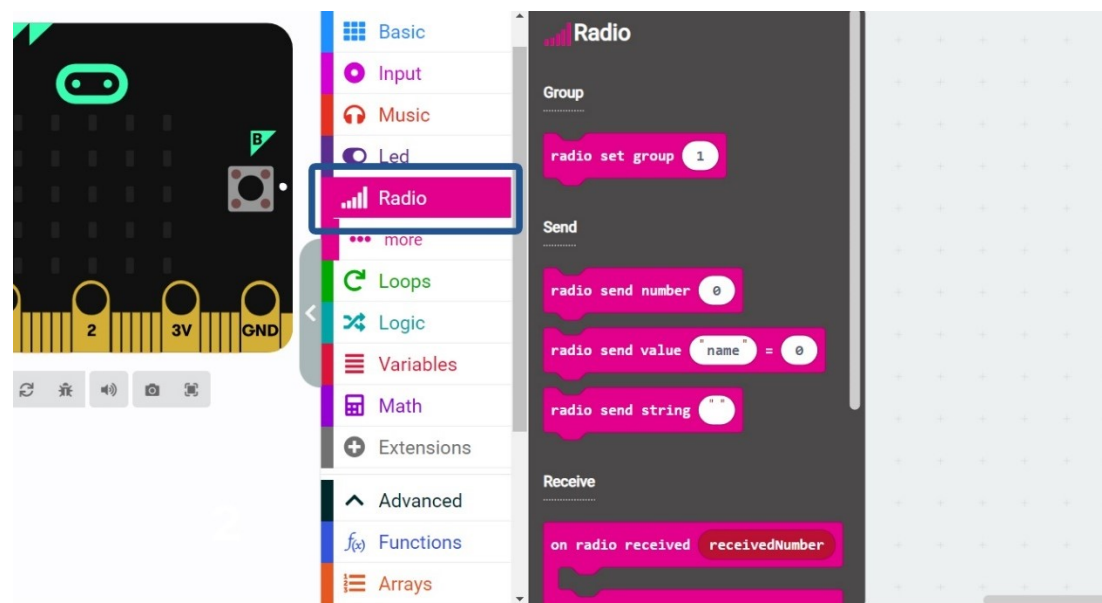 B
2
3V
GND
Basic
Input
Music
Led
Radio
more
Loops
Logic
Variables
Math
Extensions
Advanced
f(x) Functions
Arrays
Radio
Group
radio set group 1
Send
radio send number 0
radio send value "name" = 0
radio send string " "
Receive
on radio received receivedNumber